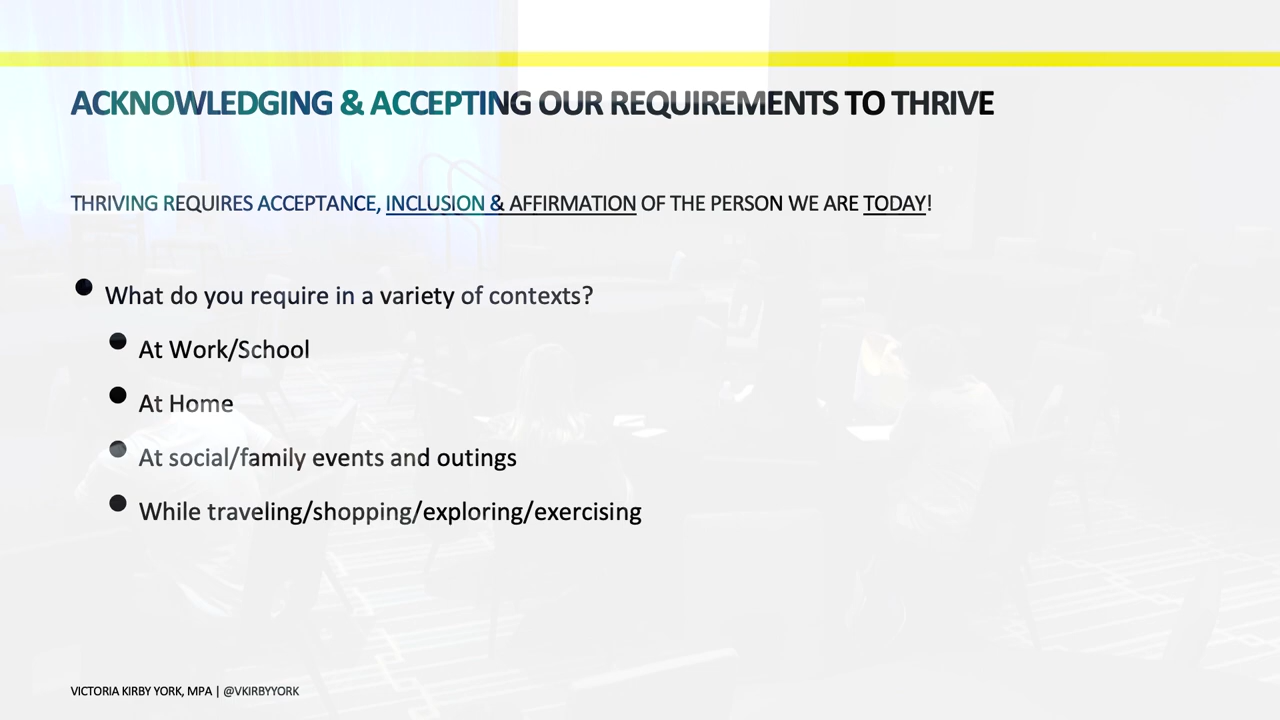 ACKNOWLEDGING & ACCEPTING OUR REQUIREMENTS TO THRIVE
THRIVING REQUIRES ACCEPTANCE, INCLUSION & AFFIRMATION OF THE PERSON WE ARE TODAY!
What do you require in a variety of contexts?
At Work/School
At Home
At social/family events and outings
While traveling/shopping/exploring/exercising
VICTORIA KIRBY YORK, MPA | @VKIRBYYORK